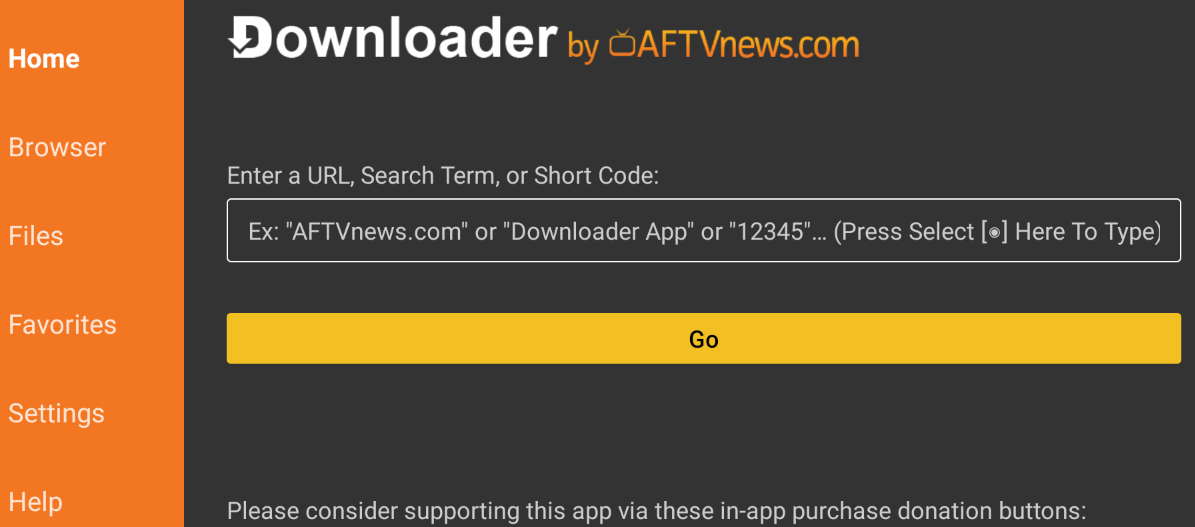 Downloader by AFTVnews.com
Home
Browser
Files
Favorites
Settings
Help
Enter a URL, Search Term, or Short Code:
Ex: "AFTVnews.com" or "Downloader App" or "12345"... (Press Select [◉] Here To Type)
Go
Please consider supporting this app via these in-app purchase donation buttons: